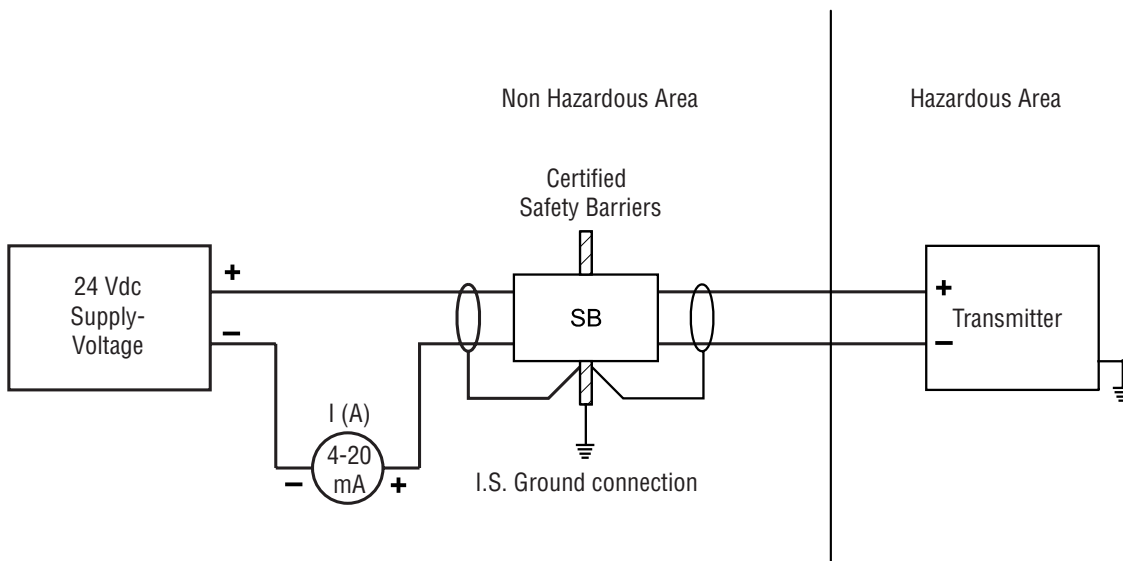 Non Hazardous Area
Hazardous Area
Certified
Safety Barriers
24 Vdc
Supply-
Voltage
+
−
SB
+
−
Transmitter
I (A)
4-20
mA
−
+
I.S. Ground connection